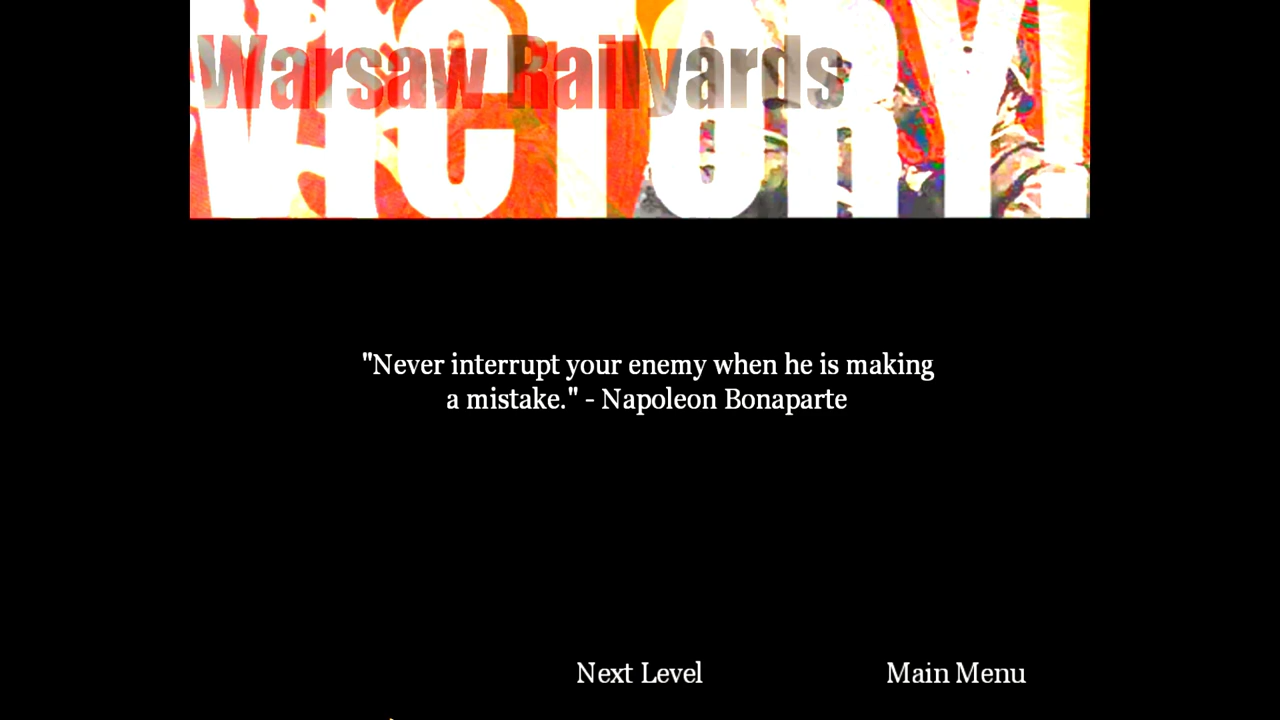 VICTORY!
Warsaw Railyards
"Never interrupt your enemy when he is making
a mistake." - Napoleon Bonaparte
Next Level
Main Menu